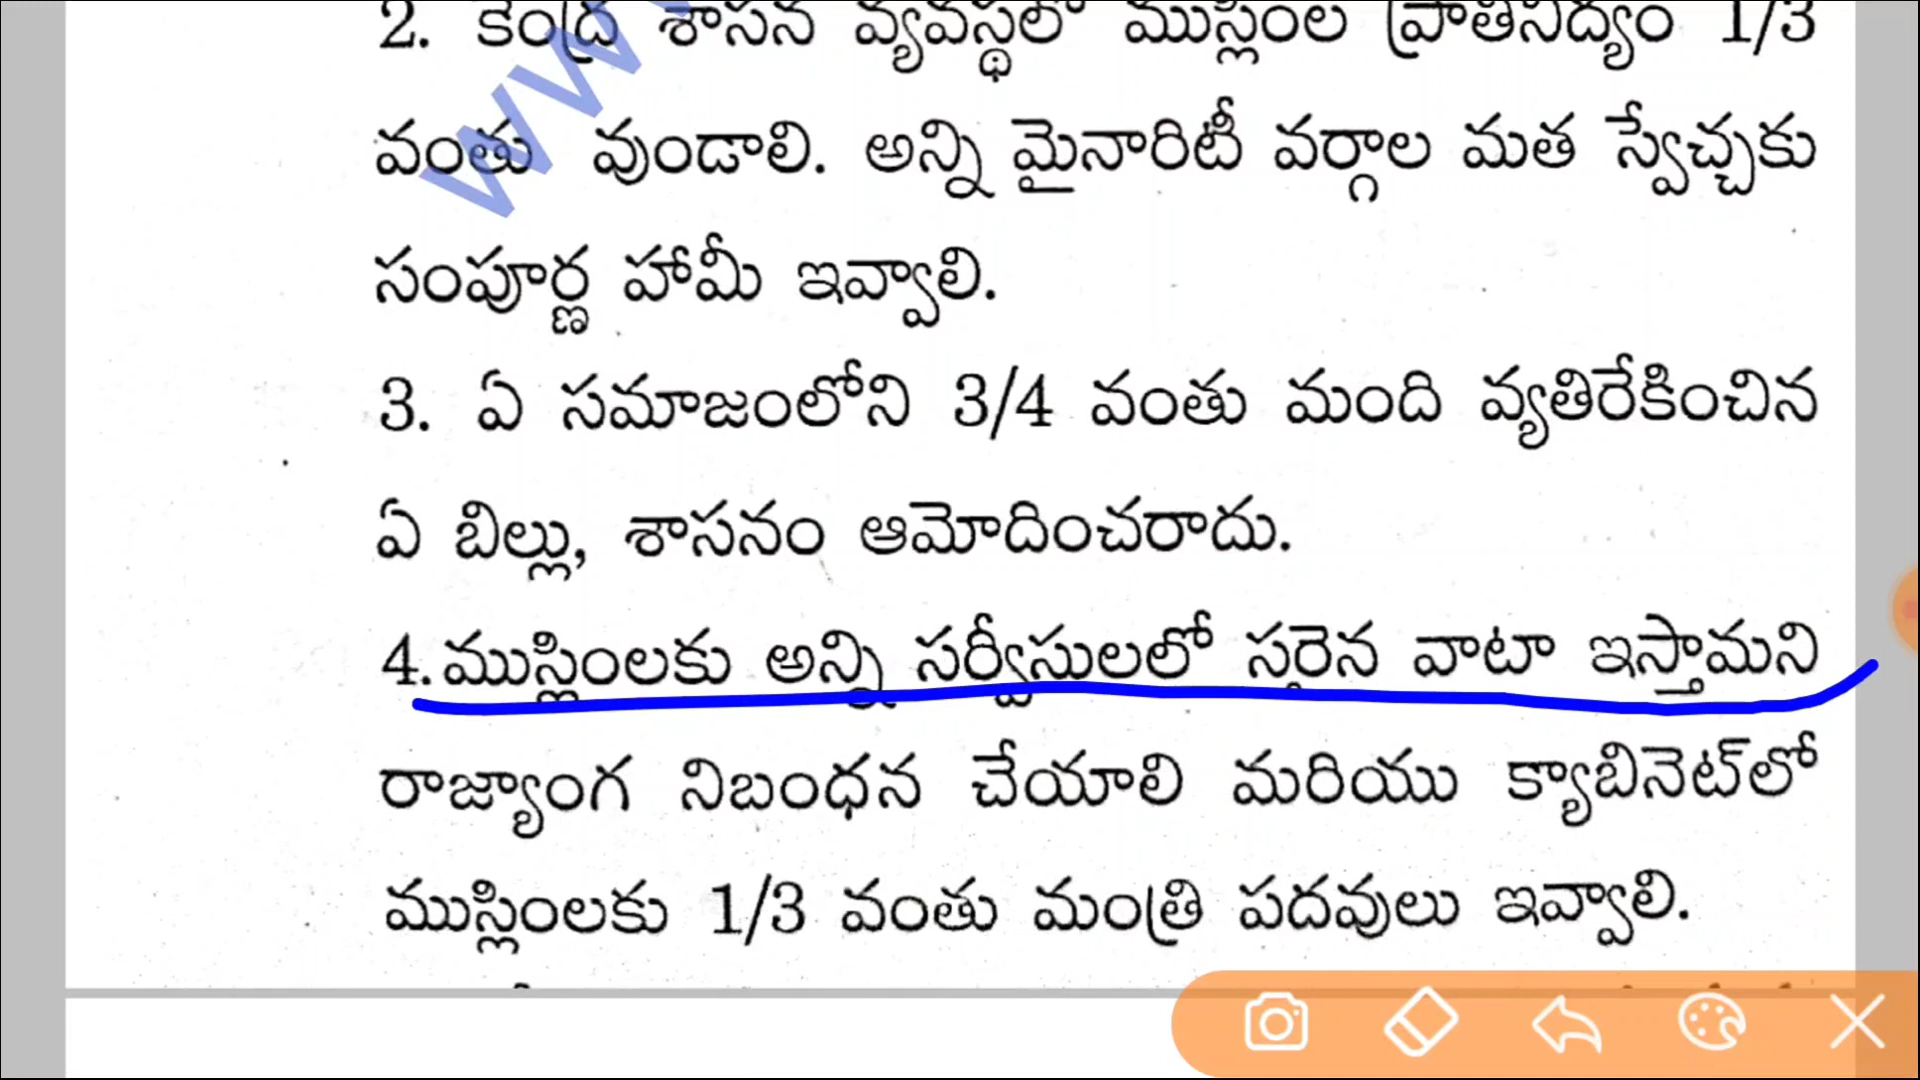 2. కేంద్ర శాసన వ్యవస్థలో ముస్లింల ప్రాతినిద్యం 1/3
వంతు వుండాలి. అన్ని మైనారిటీ వర్గాల మత స్వేచ్చకు
సంపూర్ణ హామీ ఇవ్వాలి.
3. ఏ సమాజంలోని 3/4 వంతు మంది వ్యతిరేకించిన
ఏ బిల్లు, శాసనం ఆమోదించరాదు.
4. ముస్లింలకు అన్ని సర్వీసులలో సరైన వాటా ఇస్తామని
రాజ్యాంగ నిబంధన చేయాలి మరియు క్యాబినెట్‌లో
ముస్లింలకు 1/3 వంతు మంత్రి పదవులు ఇవ్వాలి.